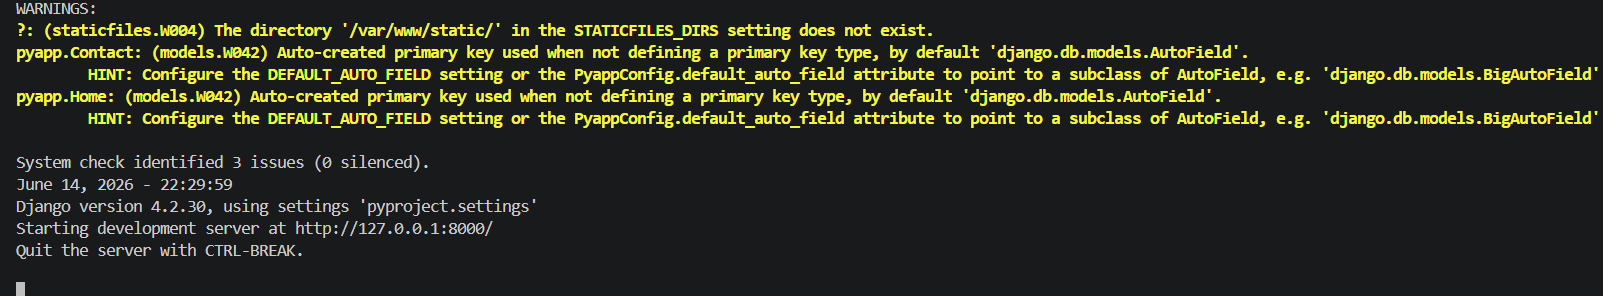 WARNINGS:
?: (staticfiles.W004) The directory '/var/www/static/' in the STATICFILES_DIRS setting does not exist.
pyapp.Contact: (models.W042) Auto-created primary key used when not defining a primary key type, by default 'django.db.models.AutoField'.
HINT: Configure the DEFAULT_AUTO_FIELD setting or the PyappConfig.default_auto_field attribute to point to a subclass of AutoField, e.g. 'django.db.models.BigAutoField'
pyapp.Home: (models.W042) Auto-created primary key used when not defining a primary key type, by default 'django.db.models.AutoField'.
HINT: Configure the DEFAULT_AUTO_FIELD setting or the PyappConfig.default_auto_field attribute to point to a subclass of AutoField, e.g. 'django.db.models.BigAutoField'
System check identified 3 issues (0 silenced).
June 14, 2026 - 22:29:59
Django version 4.2.30, using settings 'pyproject.settings'
Starting development server at http://127.0.0.1:8000/
Quit the server with CTRL-BREAK.